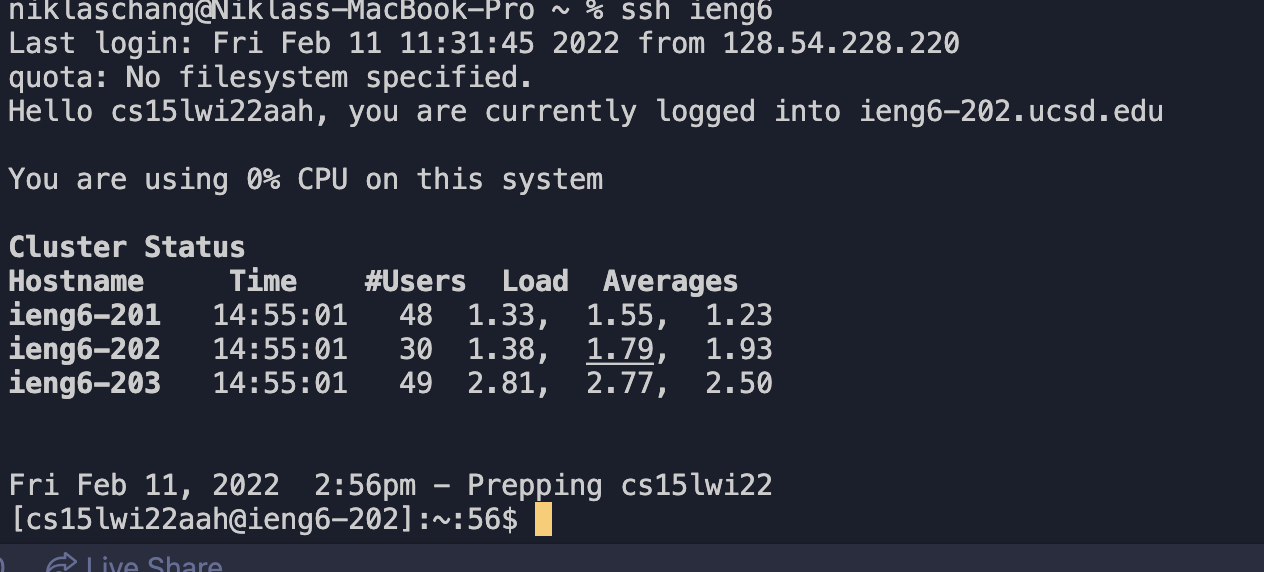 niklaschang@Niklass-MacBook-Pro ~ % ssh ieng6
Last login: Fri Feb 11 11:31:45 2022 from 128.54.228.220
quota: No filesystem specified.
Hello cs15lwi22aah, you are currently logged into ieng6-202.ucsd.edu
You are using 0% CPU on this system
Cluster Status
Hostname     Time    #Users  Load  Averages
ieng6-201   14:55:01   48  1.33,  1.55,  1.23
ieng6-202   14:55:01   30  1.38,  1.79,  1.93
ieng6-203   14:55:01   49  2.81,  2.77,  2.50
Fri Feb 11, 2022  2:56pm - Prepping cs15lwi22
[cs15lwi22aah@ieng6-202]:~:56$
Live Share